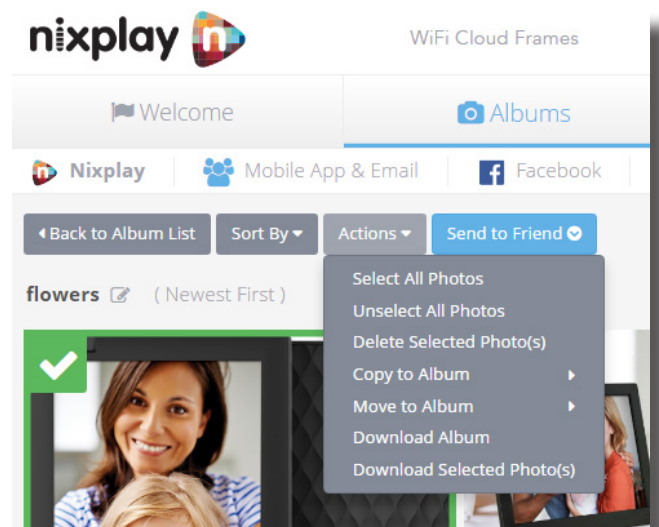 nixplay n
WiFi Cloud Frames
Welcome
Albums
Nixplay
Mobile App & Email
Facebook
Back to Album List
Sort By
Actions
Send to Friend
flowers
( Newest First )
Select All Photos
Unselect All Photos
Delete Selected Photo(s)
Copy to Album
Move to Album
Download Album
Download Selected Photo(s)